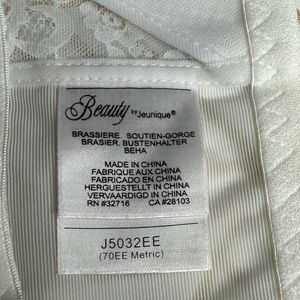 Beauty by Jeunique®
BRASSIERE. SOUTIEN-GORGE
BRASIER. BUSTENHALTER
BEHA
MADE IN CHINA
FABRIQUÉ AUX CHINA
FABRICADO EN CHINA
HERGUESTELLT IN CHINA
VERVAARDIGD IN CHINA
RN #32716 CA #28103
J5032EE
(70EE Metric)